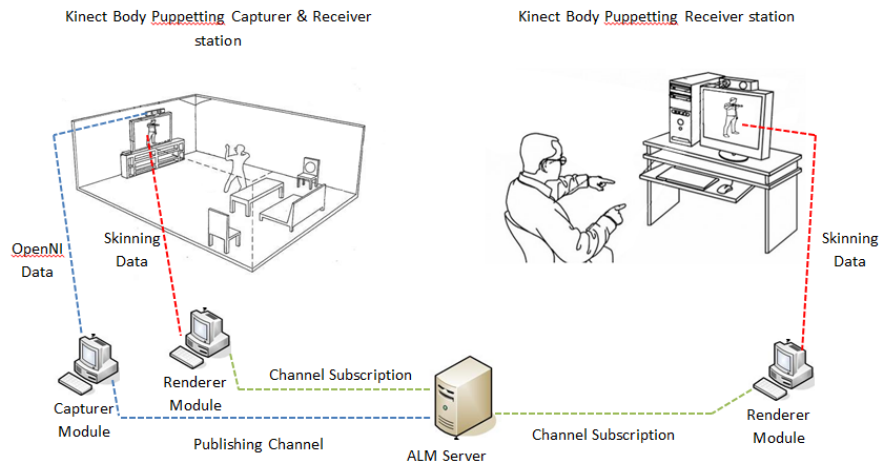 Kinect Body Puppetting Capturer & Receiver
station
Kinect Body Puppetting Receiver station
OpenNI
Data
Skinning
Data
Skinning
Data
Capturer
Module
Renderer
Module
Channel Subscription
Publishing Channel
ALM Server
Channel Subscription
Renderer
Module